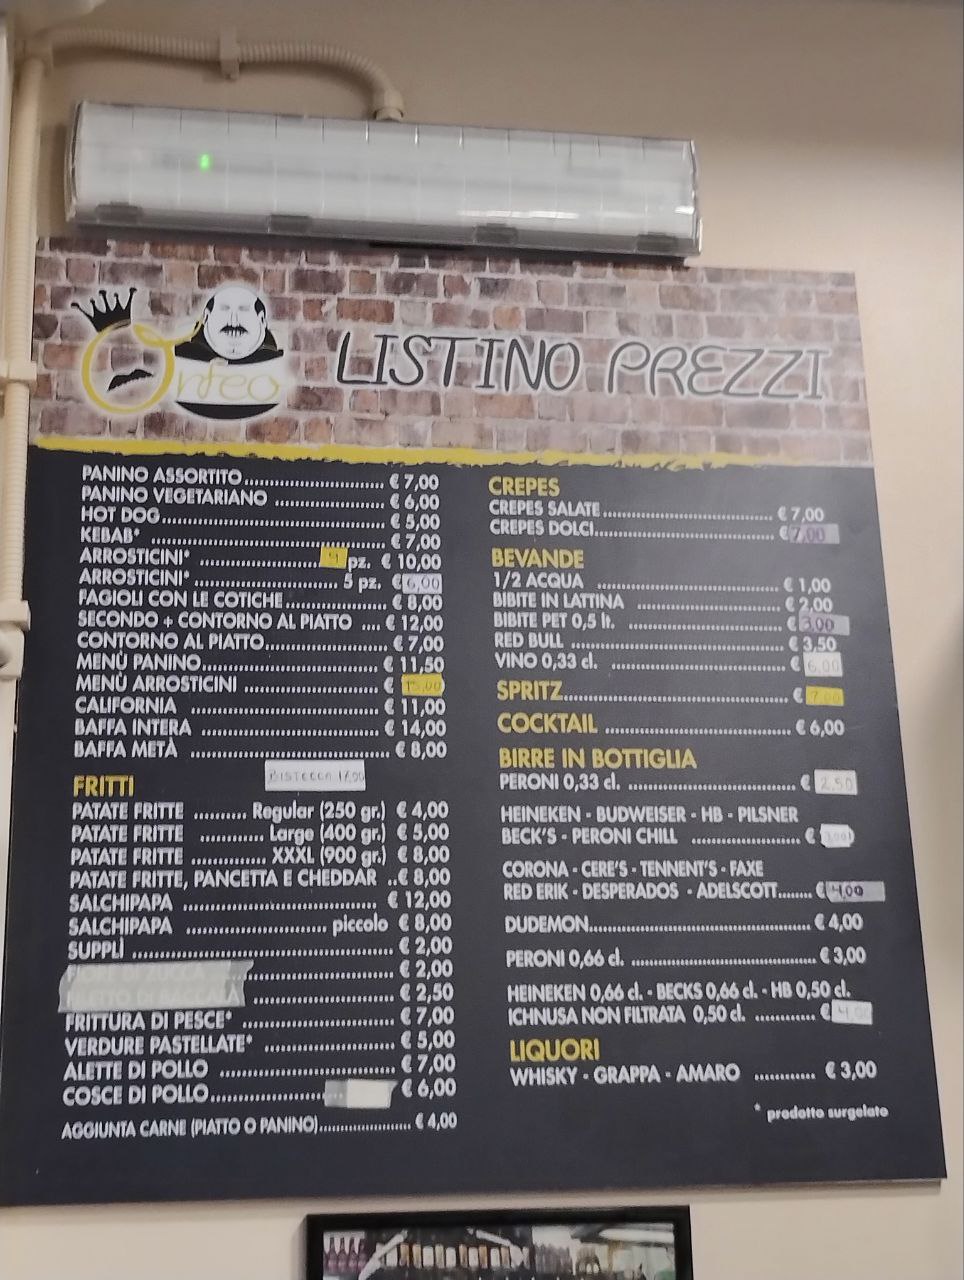 Orfeo
LISTINO PREZZI
PANINO ASSORTITO........................... € 7,00
PANINO VEGETARIANO ..................... € 6,00
HOT DOG........................................... € 5,00
KEBAB* ............................................. € 7,00
ARROSTICINI* ........................... pz. € 10,00
ARROSTICINI* ........................... 5 pz. € 6,00
FAGIOLI CON LE COTICHE................... € 8,00
SECONDO + CONTORNO AL PIATTO .... € 12,00
CONTORNO AL PIATTO....................... € 7,00
MENÙ PANINO................................... € 11,50
MENÙ ARROSTICINI .......................... € 15,00
CALIFORNIA ..................................... € 11,00
BAFFA INTERA .................................. € 14,00
BAFFA METÀ ..................................... € 8,00
BISTECCA 17,00
FRITTI
PATATE FRITTE .......... Regular (250 gr.) € 4,00
PATATE FRITTE ............ Large (400 gr.) € 5,00
PATATE FRITTE .............. XXXL (900 gr.) € 8,00
PATATE FRITTE, PANCETTA E CHEDDAR ..€ 8,00
SALCHIPAPA ..................................... € 12,00
SALCHIPAPA ........................... piccolo € 8,00
SUPPLÌ .............................................. € 2,00
ZUCCA € 2,00
FILETTO DI BACCALÀ ........................... € 2,50
FRITTURA DI PESCE* ........................... € 7,00
VERDURE PASTELLATE* ....................... € 5,00
ALETTE DI POLLO ............................... € 7,00
COSCE DI POLLO............................... € 6,00
AGGIUNTA CARNE (PIATTO O PANINO)...................... € 4,00
CREPES
CREPES SALATE ............................... € 7,00
CREPES DOLCI................................. € 7,00
BEVANDE
1/2 ACQUA .................................. € 1,00
BIBITE IN LATTINA .......................... € 2,00
BIBITE PET 0,5 lt. ............................ € 3,00
RED BULL ..................................... € 3,50
VINO 0,33 cl. ................................ € 6,00
SPRITZ.......................................... € 7,00
COCKTAIL ..................................... € 6,00
BIRRE IN BOTTIGLIA
PERONI 0,33 cl. ............................... € 2,50
HEINEKEN - BUDWEISER - HB - PILSNER
BECK'S - PERONI CHILL ..................... € 3,00
CORONA - CERE'S - TENNENT'S - FAXE
RED ERIK - DESPERADOS - ADELSCOTT....... € 4,00
DUDEMON........................................ € 4,00
PERONI 0,66 cl. ................................ € 3,00
HEINEKEN 0,66 cl. - BECKS 0,66 cl. - HB 0,50 cl.
ICHNUSA NON FILTRATA 0,50 cl. ............ € 4,00
LIQUORI
WHISKY - GRAPPA - AMARO ............ € 3,00
* prodotto surgelato